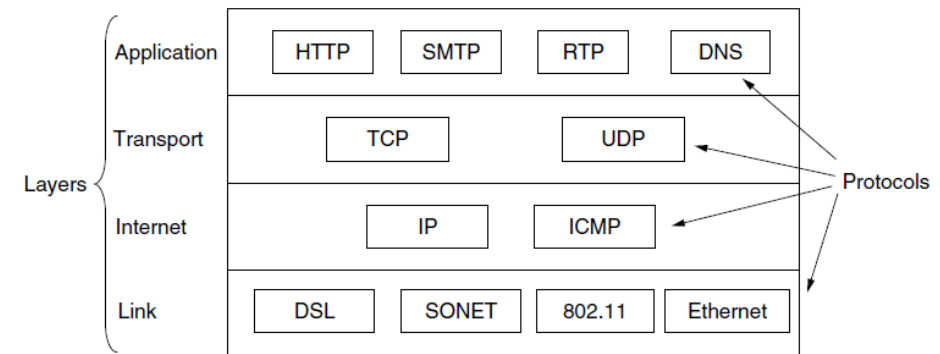 Application HTTP SMTP RTP DNS
Transport TCP UDP
Layers Protocols
Internet IP ICMP
Link DSL SONET 802.11 Ethernet